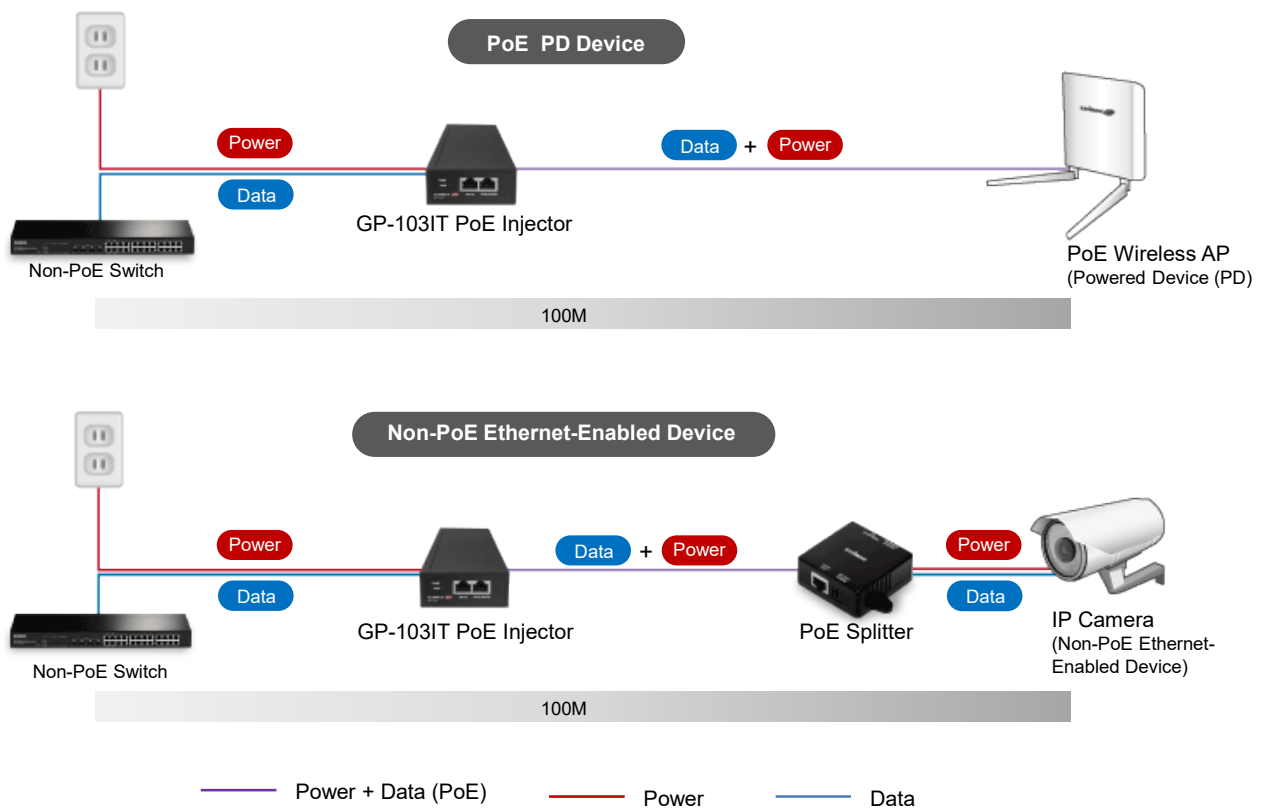 PoE  PD Device
Power
Data
Data + Power
GP-103IT PoE Injector
Non-PoE Switch
PoE Wireless AP
(Powered Device (PD)
100M
Non-PoE Ethernet-Enabled Device
Power
Data
Data + Power
Power
Data
GP-103IT PoE Injector
PoE Splitter
IP Camera
(Non-PoE Ethernet-
Enabled Device)
Non-PoE Switch
100M
Power + Data (PoE)
Power
Data